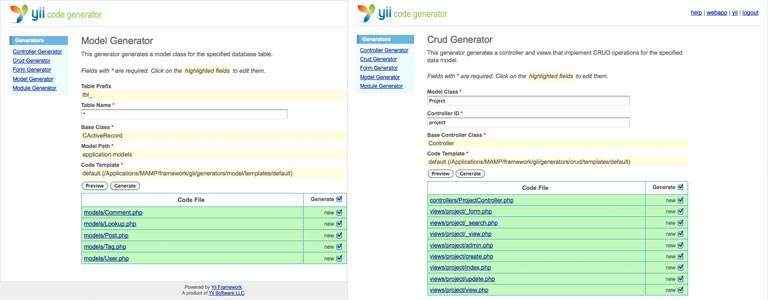 yii code generator
Generators
Controller Generator
Crud Generator
Form Generator
Model Generator
Module Generator
Model Generator
This generator generates a model class for the specified database table.
Fields with * are required. Click on the highlighted fields to edit them.
Table Prefix
tbl_
Table Name *
*
Base Class *
CActiveRecord
Model Path *
application.models
Code Template *
default (/Applications/MAMP/framework/gii/generators/model/templates/default)
Preview Generate
Code File Generate
models/Comment.php new
models/Lookup.php new
models/Post.php new
models/Tag.php new
models/User.php new
Powered by Yii Framework.
A product of Yii Software LLC.
yii code generator
help | webapp | yii | logout
Generators
Controller Generator
Crud Generator
Form Generator
Model Generator
Module Generator
Crud Generator
This generator generates a controller and views that implement CRUD operations for the specified
data model.
Fields with * are required. Click on the highlighted fields to edit them.
Model Class *
Project
Controller ID *
project
Base Controller Class *
Controller
Code Template *
default (/Applications/MAMP/framework/gii/generators/crud/templates/default)
Preview Generate
Code File Generate
controllers/ProjectController.php new
views/project/_form.php new
views/project/_search.php new
views/project/_view.php new
views/project/admin.php new
views/project/create.php new
views/project/index.php new
views/project/update.php new
views/project/view.php new